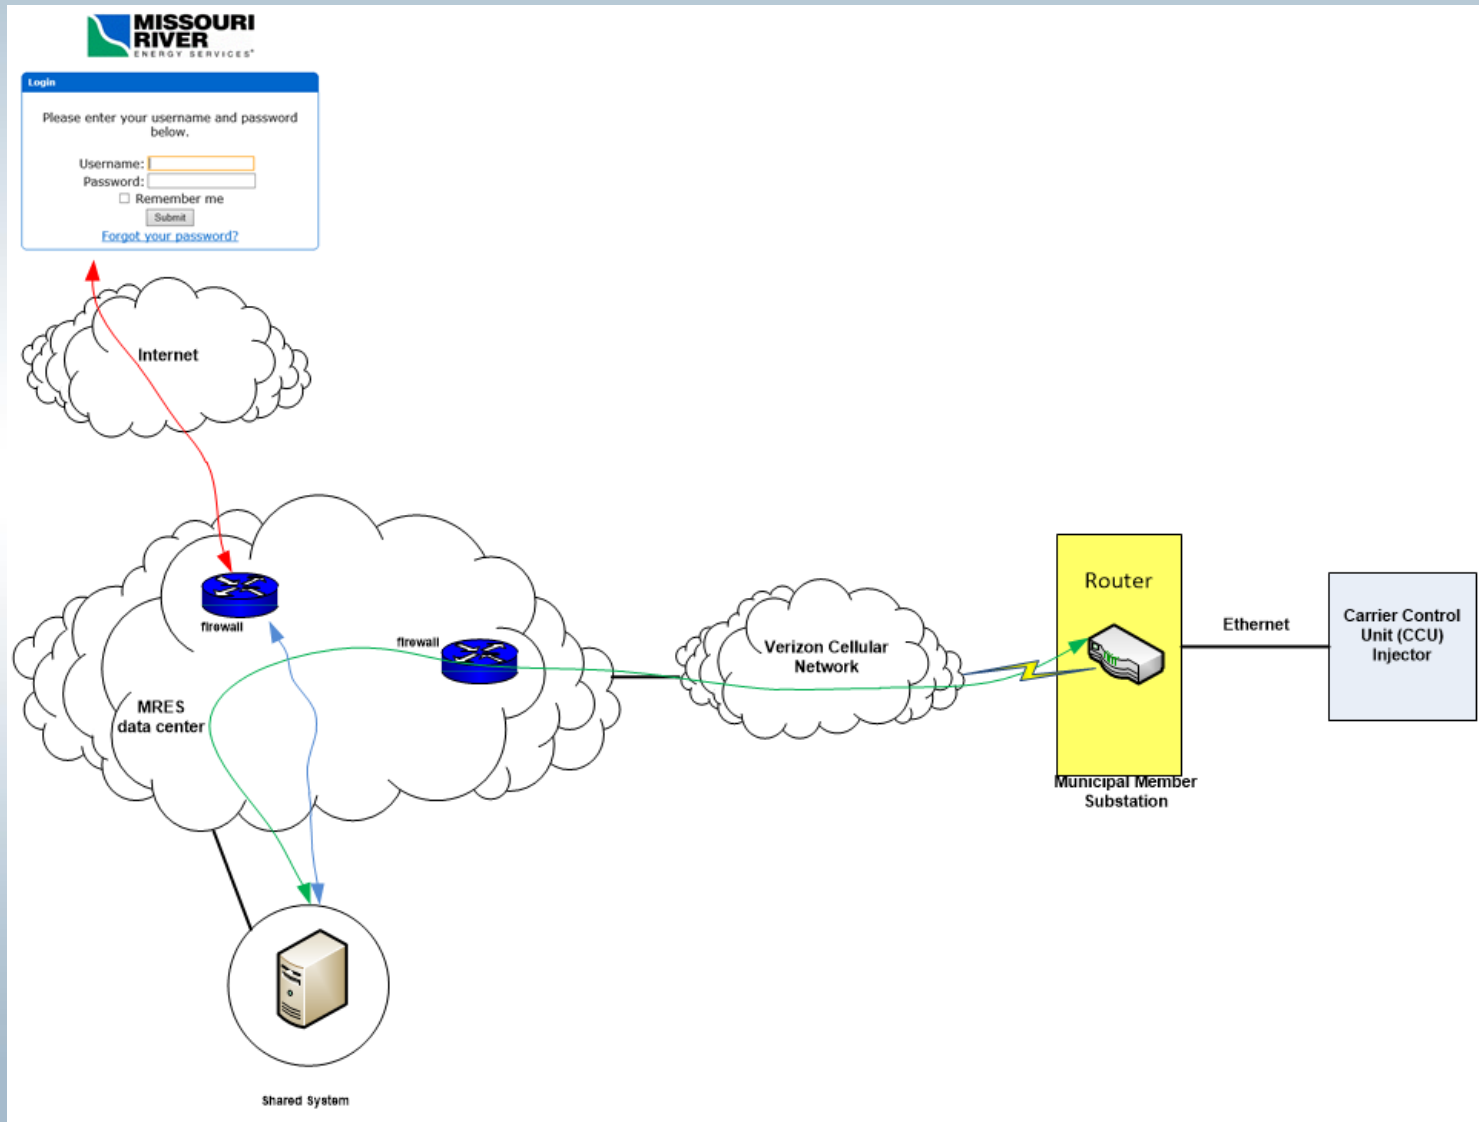 MISSOURI
RIVER
ENERGY SERVICES
Login
Please enter your username and password
below.
Username:
Password:
Remember me
Submit
Forgot your password?
Internet
firewall
firewall
MRES
data center
Verizon Cellular
Network
Router
Municipal Member
Substation
Ethernet
Carrier Control
Unit (CCU)
Injector
Shared System